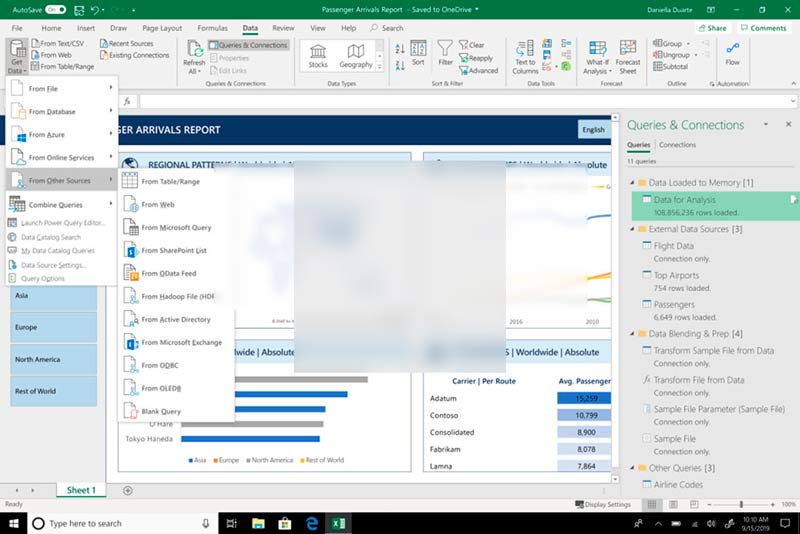 AutoSave On
Passenger Arrivals Report - Saved to OneDrive
Daniella Duarte
File Home Insert Draw Page Layout Formulas Data Review View Help Search
Share Comments
Get Data
From Text/CSV
From Web
From Table/Range
Recent Sources
Existing Connections
Refresh All
Queries & Connections
Properties
Edit Links
Queries & Connections
Stocks
Geography
Data Types
Sort
Filter
Clear
Reapply
Advanced
Sort & Filter
Text to Columns
Data Tools
What-If Analysis
Forecast Sheet
Forecast
Group
Ungroup
Subtotal
Outline
Flow
Automation
From File
From Database
From Azure
From Online Services
From Other Sources
Combine Queries
Launch Power Query Editor...
Data Catalog Search
My Data Catalog Queries
Data Source Settings...
Query Options
From Table/Range
From Web
From Microsoft Query
From SharePoint List
From OData Feed
From Hadoop File (HDF
From Active Directory
From Microsoft Exchange
From ODBC
From OLEDB
Blank Query
fx
GER ARRIVALS REPORT
English
REGIONAL PATTERNS | Worldwide | Absolute
| Worldwide | Absolute
2016
2010
Asia
Europe
North America
Rest of World
dwide | Absolute
O'Hare
Tokyo Haneda
Asia Europe North America Rest of World
S | Worldwide | Absolute
Carrier | Per Route Avg. Passenger
Adatum 15,259
Contoso 10,799
Consolidated 8,900
Fabrikam 8,078
Lamna 7,864
Queries & Connections
Queries Connections
11 queries
Data Loaded to Memory [1]
Data for Analysis
108,856,236 rows loaded.
External Data Sources [3]
Flight Data
Connection only.
Top Airports
754 rows loaded.
Passengers
6,649 rows loaded.
Data Blending & Prep [4]
Transform Sample File from Data
Connection only.
fx Transform File from Data
Connection only.
Sample File Parameter (Sample File)
Connection only.
Sample File
Connection only.
Other Queries [3]
Airline Codes
Sheet 1
Ready
Display Settings
100%
Type here to search
10:10 AM
9/15/2019